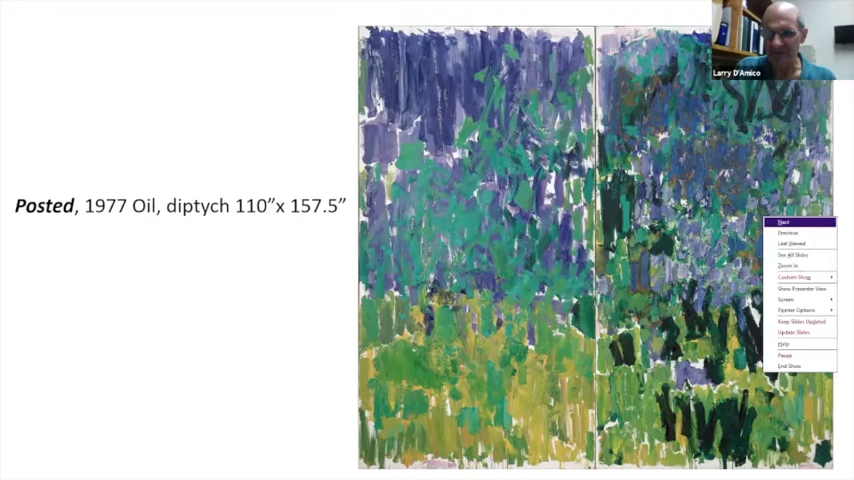 Larry D'Amico
Posted, 1977 Oil, diptych 110”x 157.5”
Next
Previous
Last Viewed
See All Slides
Zoom In
Custom Show
Show Presenter View
Screen
Pointer Options
Keep Slides Updated
Update Slides
Help
Pause
End Show